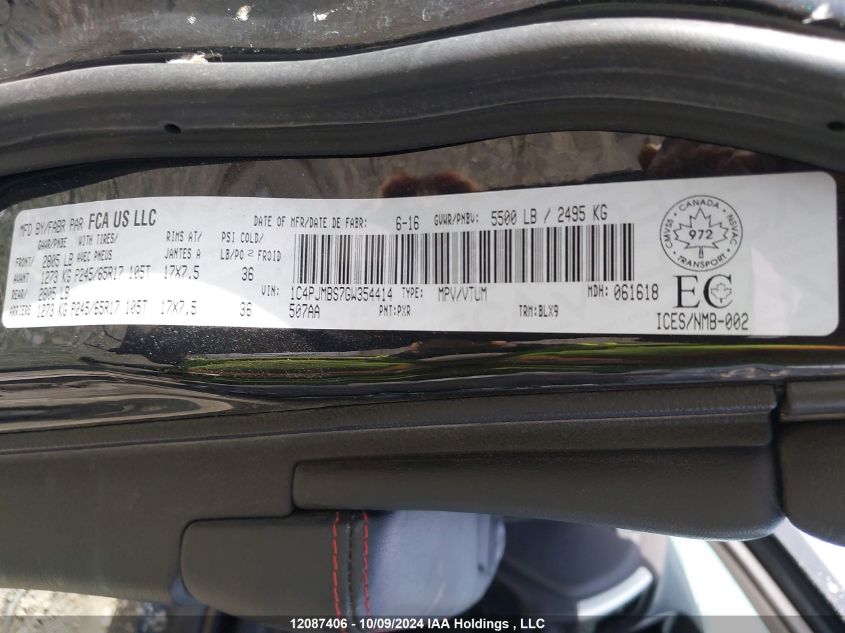 MFD BY/FABR PAR FCA US LLC
DATE OF MFR/DATE DE FABR: 6-16 GVWR/PNBV: 5500 LB / 2495 KG
GAWR/PNBE WITH TIRES/ RIMS AT/ PSI COLD/
FRONT/ 2805 LB AVEC PNEUS JANTES A LB/PO² FROID
AVANT 1273 KG P245/65R17 105T 17X7.5 36
REAR/ 2805 LB
ARRIERE 1273 KG P245/65R17 105T 17X7.5 36
VIN: 1C4PJMBS7GW354414 TYPE: MPV/VTUM MDH: 061618
507AA PNT:PXR TRM:BLX9
CANADA
CMVSS NSVAC
972
TRANSPORT
EC
ICES/NMB-002
12087406 - 10/09/2024 IAA Holdings , LLC